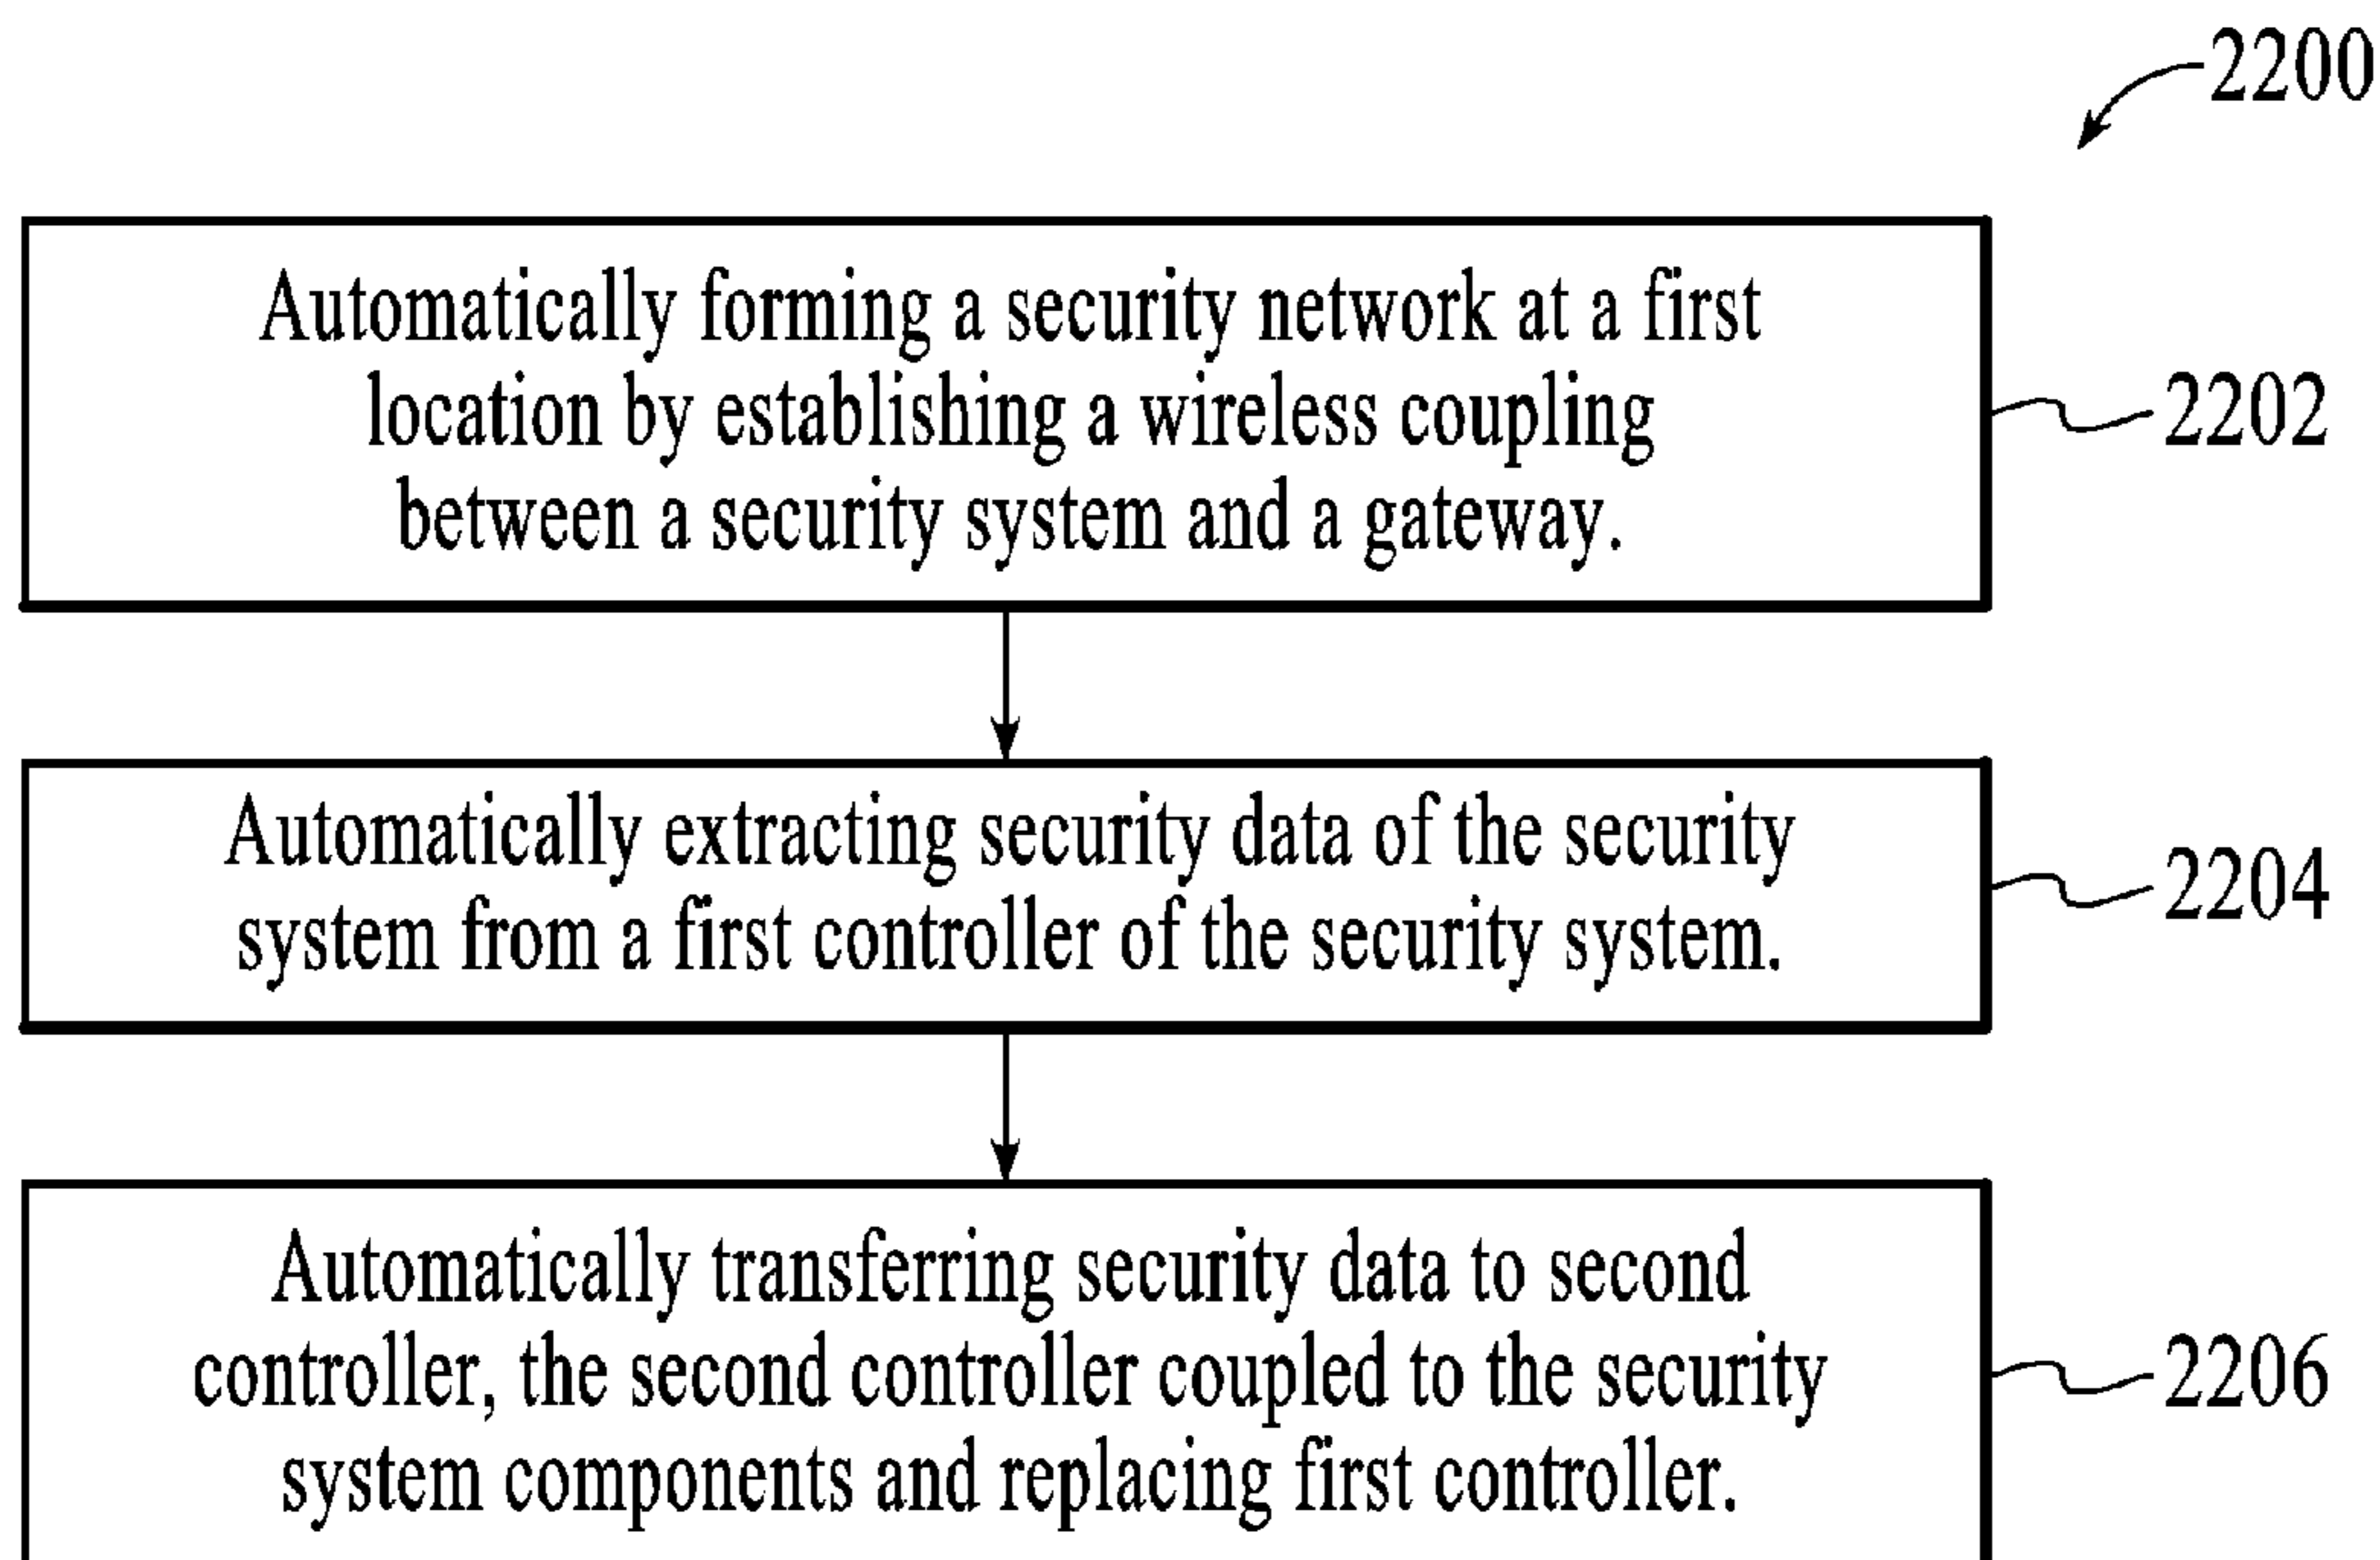 2200
Automatically forming a security network at a first
location by establishing a wireless coupling
between a security system and a gateway.
2202
Automatically extracting security data of the security
system from a first controller of the security system.
2204
Automatically transferring security data to second
controller, the second controller coupled to the security
system components and replacing first controller.
2206